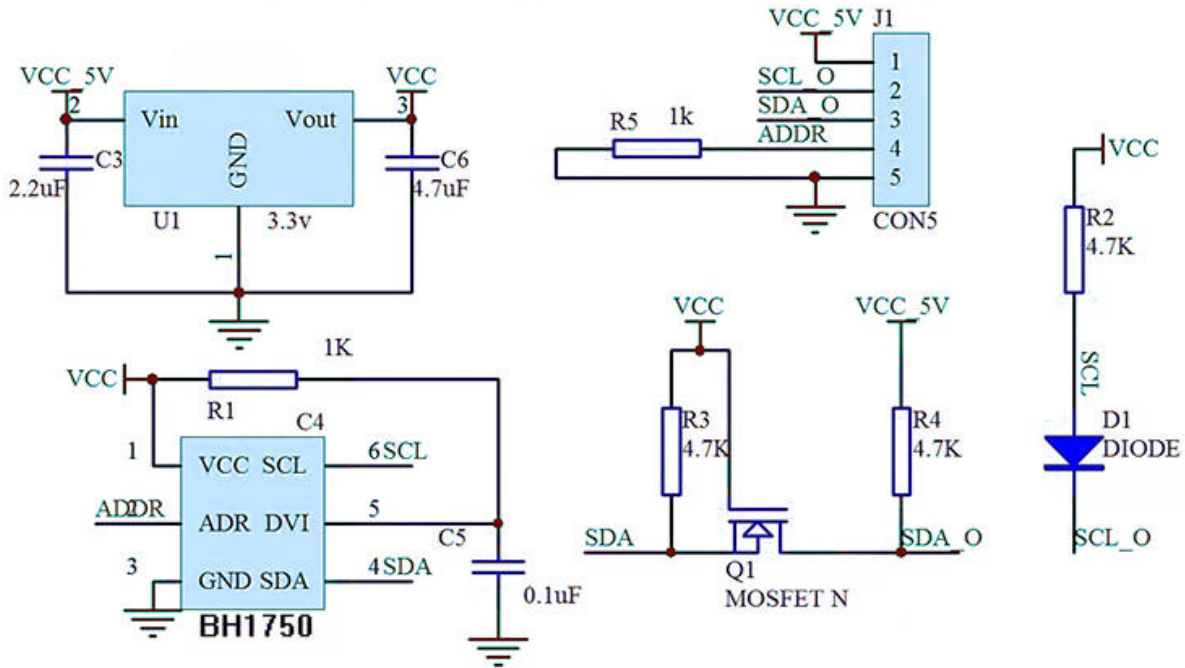 VCC_5V
2
Vin
Vout
GND
VCC
3
C3
2.2uF
C6
4.7uF
U1
3.3v
1
VCC_5V
J1
SCL_O
SDA_O
ADDR
R5
1k
1
2
3
4
5
CON5
VCC
R2
4.7K
SCL
D1
DIODE
SCL_O
VCC
R1
1K
C4
1
VCC
SCL
6
SCL
ADDR
2
ADR
DVI
5
3
GND
SDA
4
SDA
BH1750
C5
0.1uF
VCC
VCC_5V
R3
4.7K
R4
4.7K
SDA
SDA_O
Q1
MOSFET N